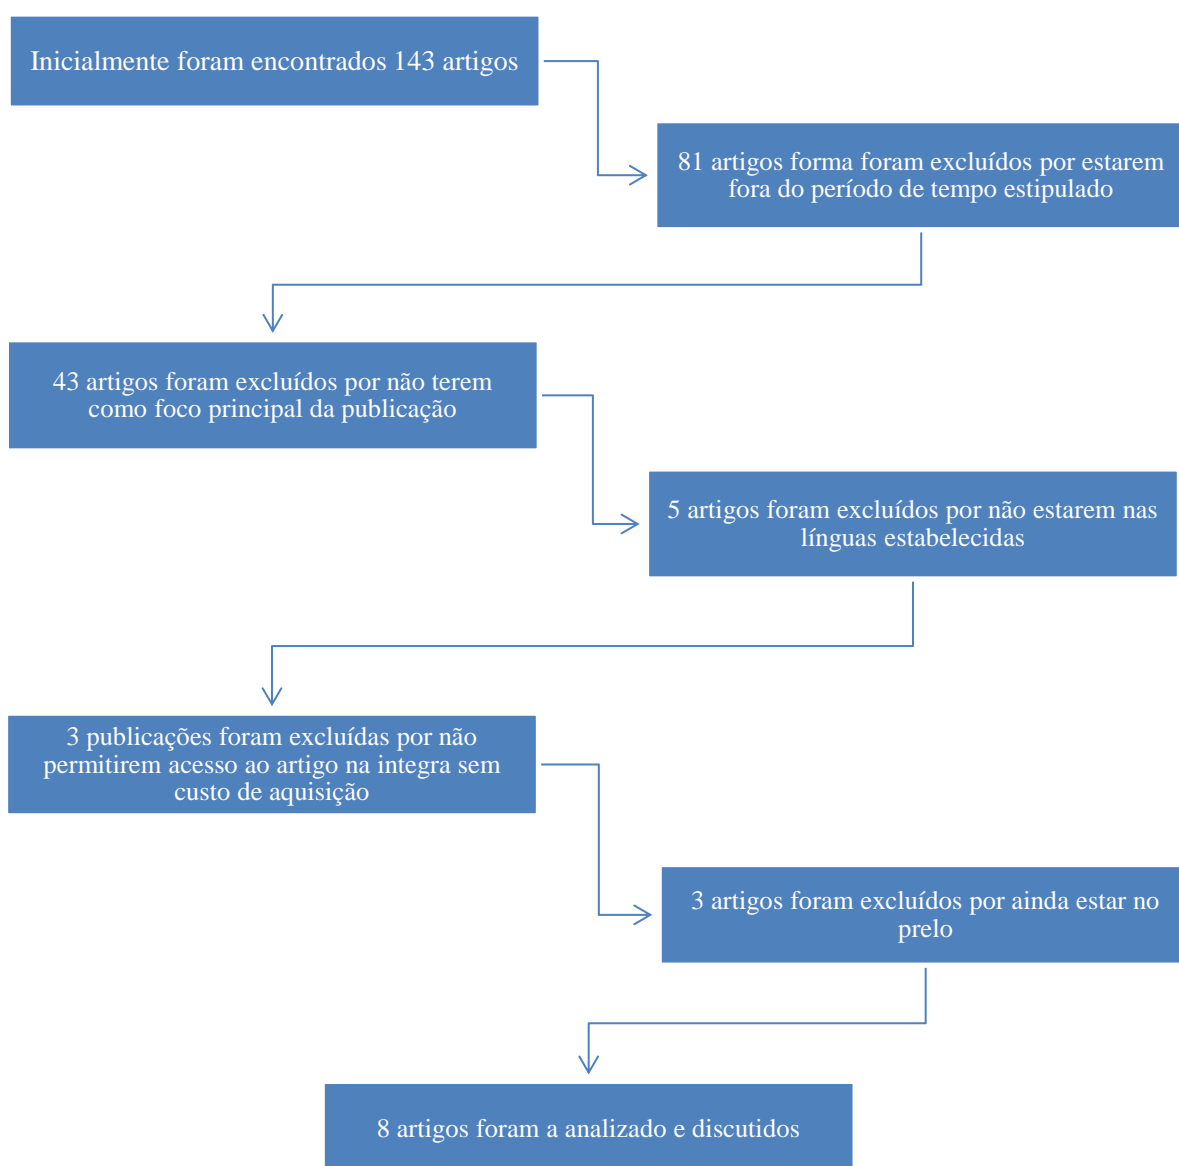 Inicialmente foram encontrados 143 artigos
81 artigos forma foram excluídos por estarem
fora do período de tempo estipulado
43 artigos foram excluídos por não terem
como foco principal da publicação
5 artigos foram excluídos por não estarem nas
línguas estabelecidas
3 publicações foram excluídas por não
permitirem acesso ao artigo na integra sem
custo de aquisição
3 artigos foram excluídos por ainda estar no
prelo
8 artigos foram a analizado e discutidos